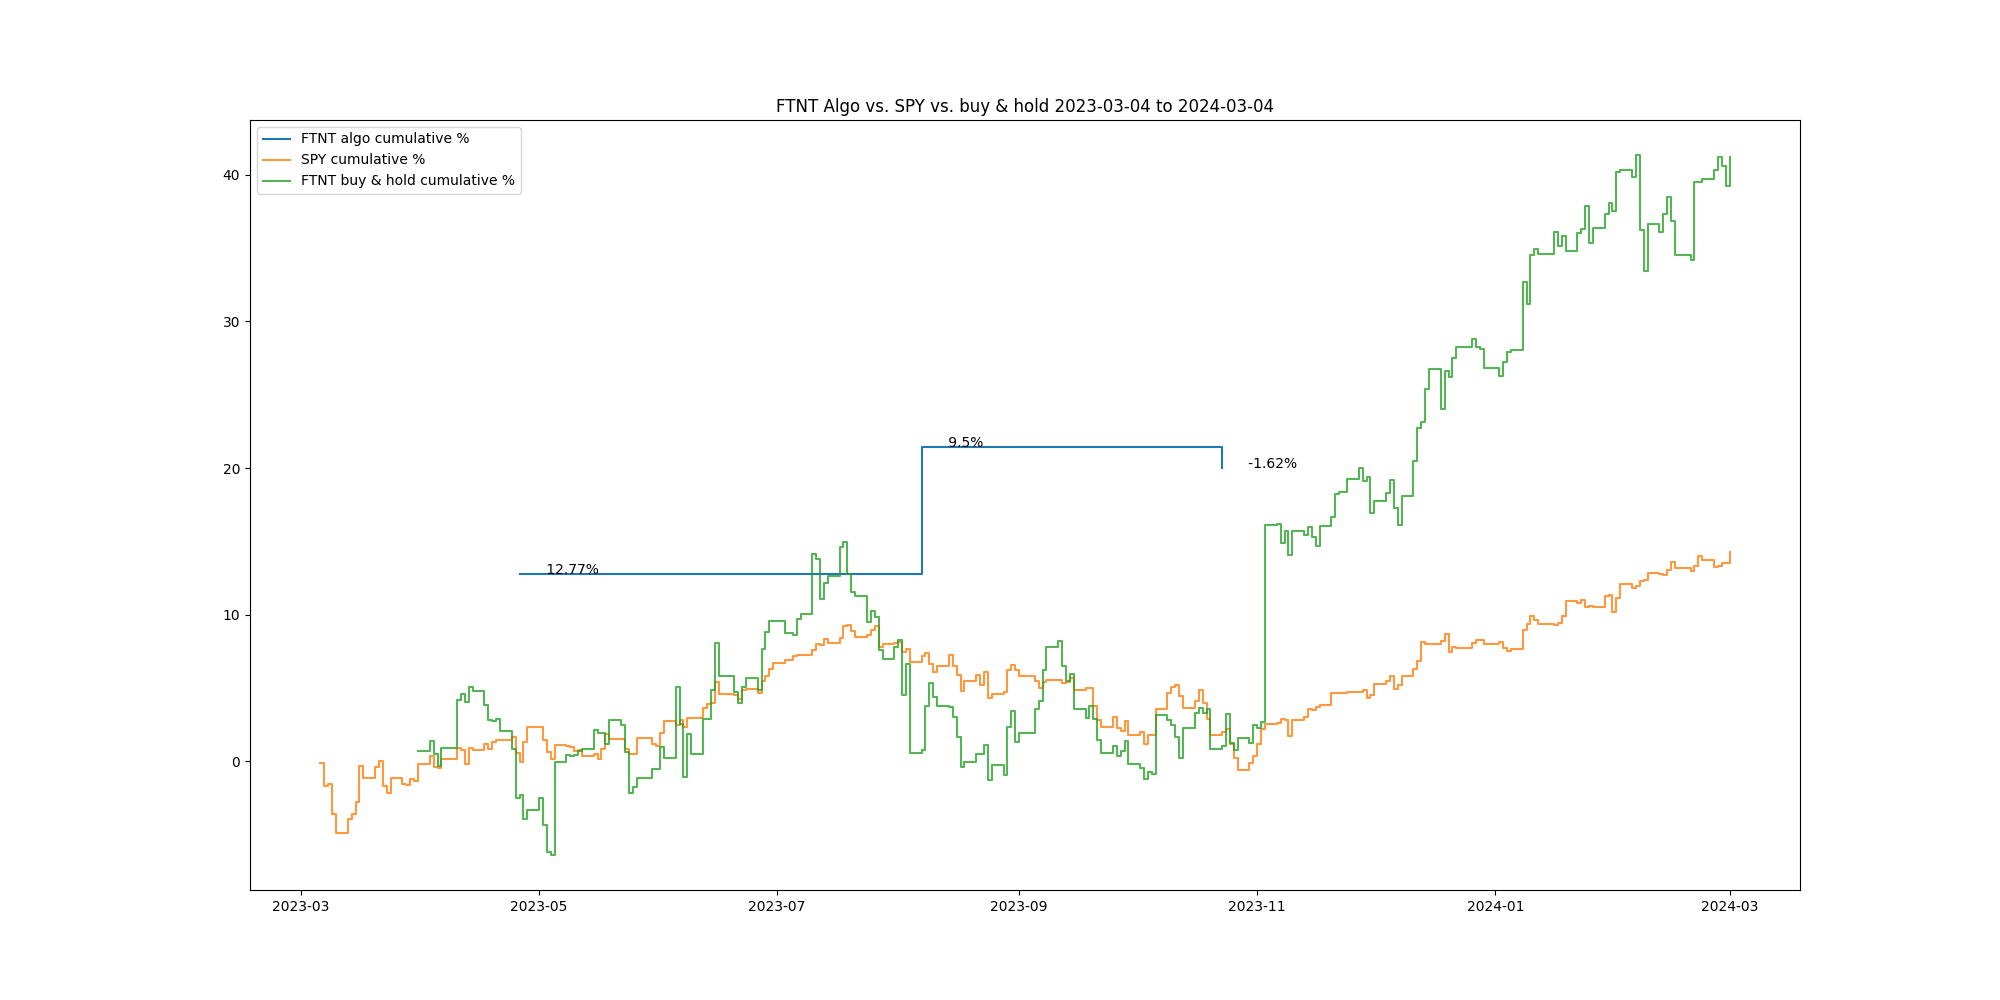 FTNT Algo vs. SPY vs. buy & hold 2023-03-04 to 2024-03-04
FTNT algo cumulative %
SPY cumulative %
FTNT buy & hold cumulative %
40
30
20
10
0
12.77%
9.5%
-1.62%
2023-03 2023-05 2023-07 2023-09 2023-11 2024-01 2024-03